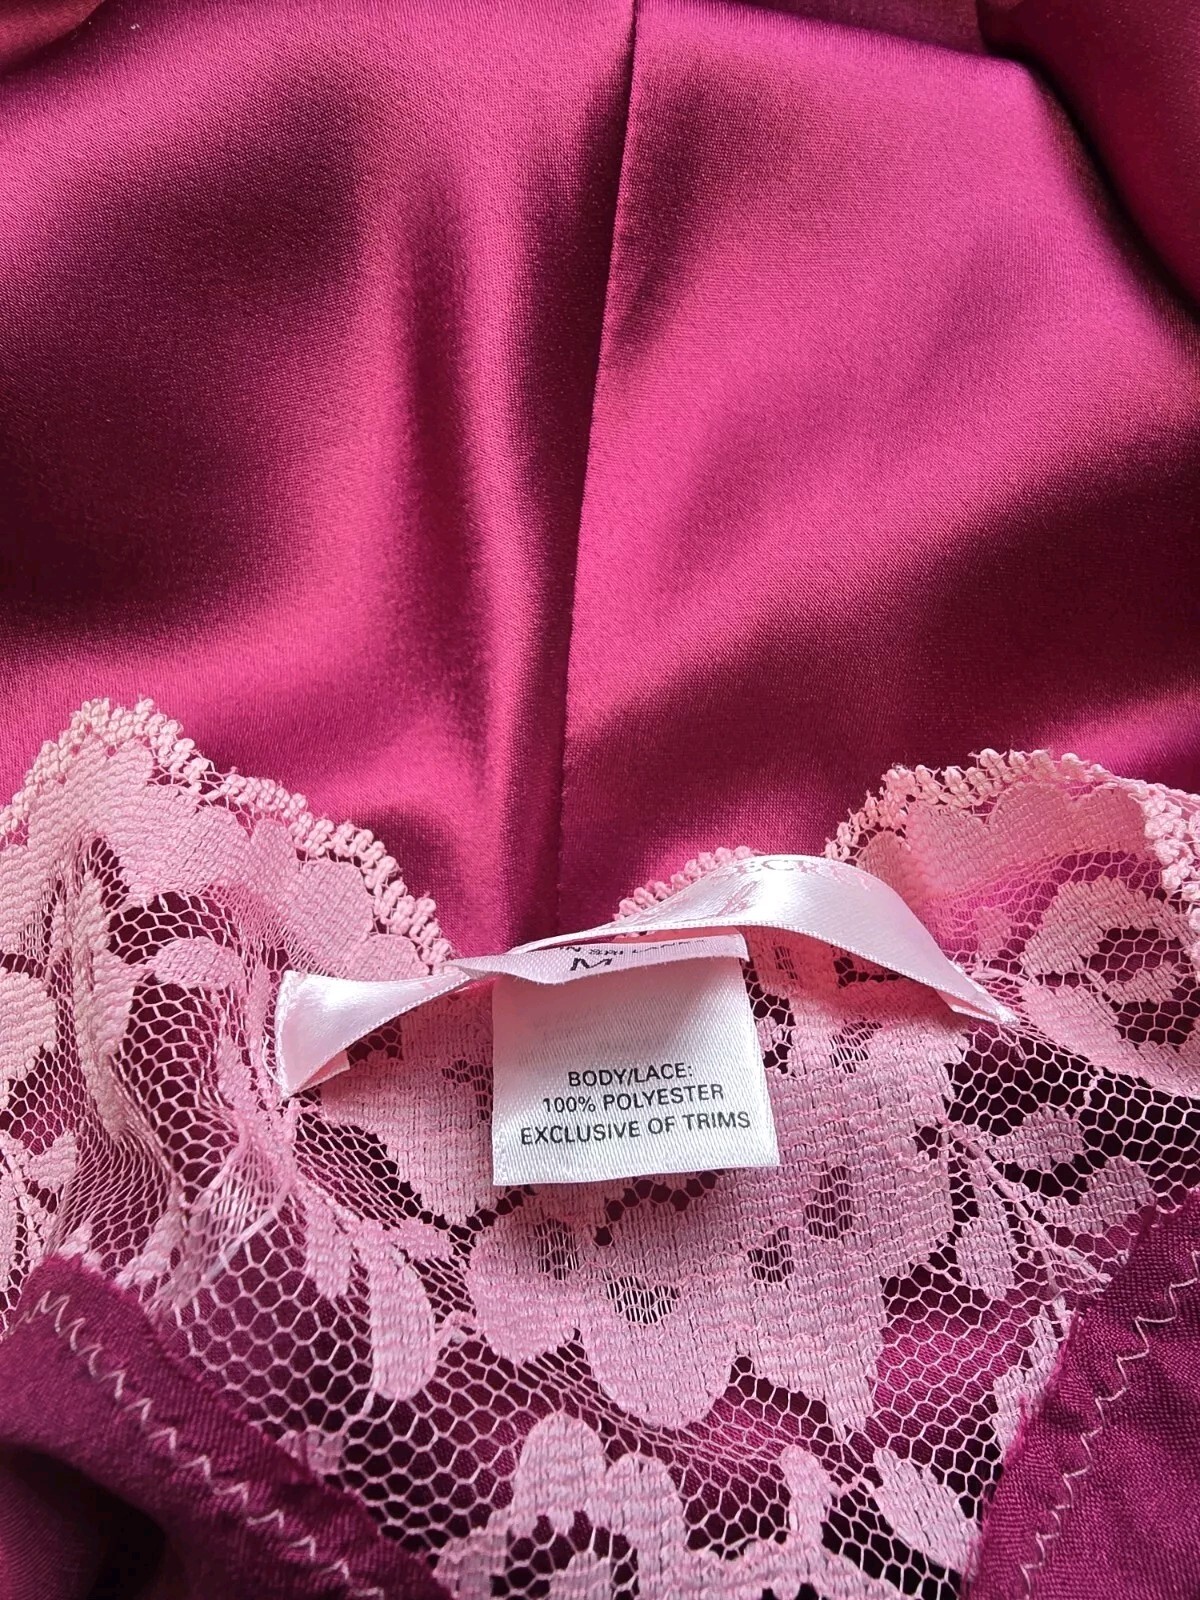 M
BODY/LACE:
100% POLYESTER
EXCLUSIVE OF TRIMS